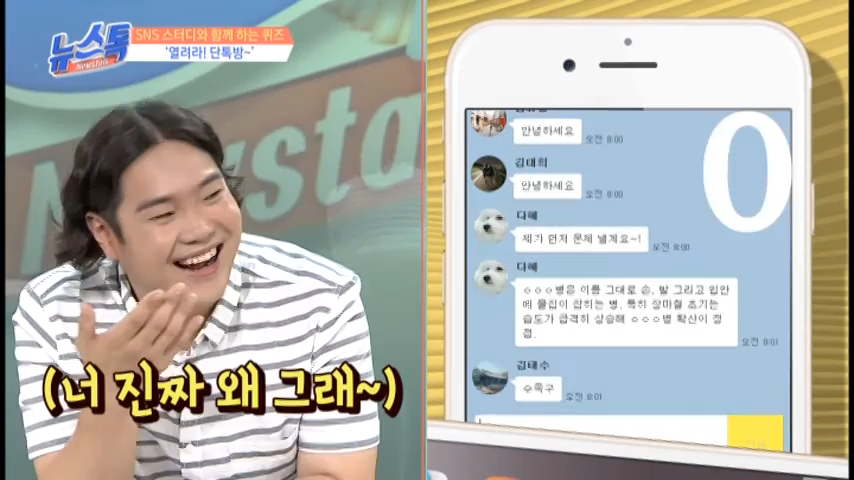 뉴스톡
Newstalk
SNS 스터디와 함께 하는 퀴즈
'열려라! 단톡방~'
Newsta
(너 진짜 왜 그래~)
0
안녕하세요
오전 8:00
김태희
안녕하세요
오전 8:00
다혜
제가 먼저 문제 낼게요~!
오전 8:00
다혜
ㅇㅇㅇ병은 이름 그대로 손, 발 그리고 입안
에 물집이 잡히는 병. 특히 장마철 초기는
습도가 급격히 상승해 ㅇㅇㅇ병 확산이 정
점.
오전 8:01
김태수
수족구
오전 8:01